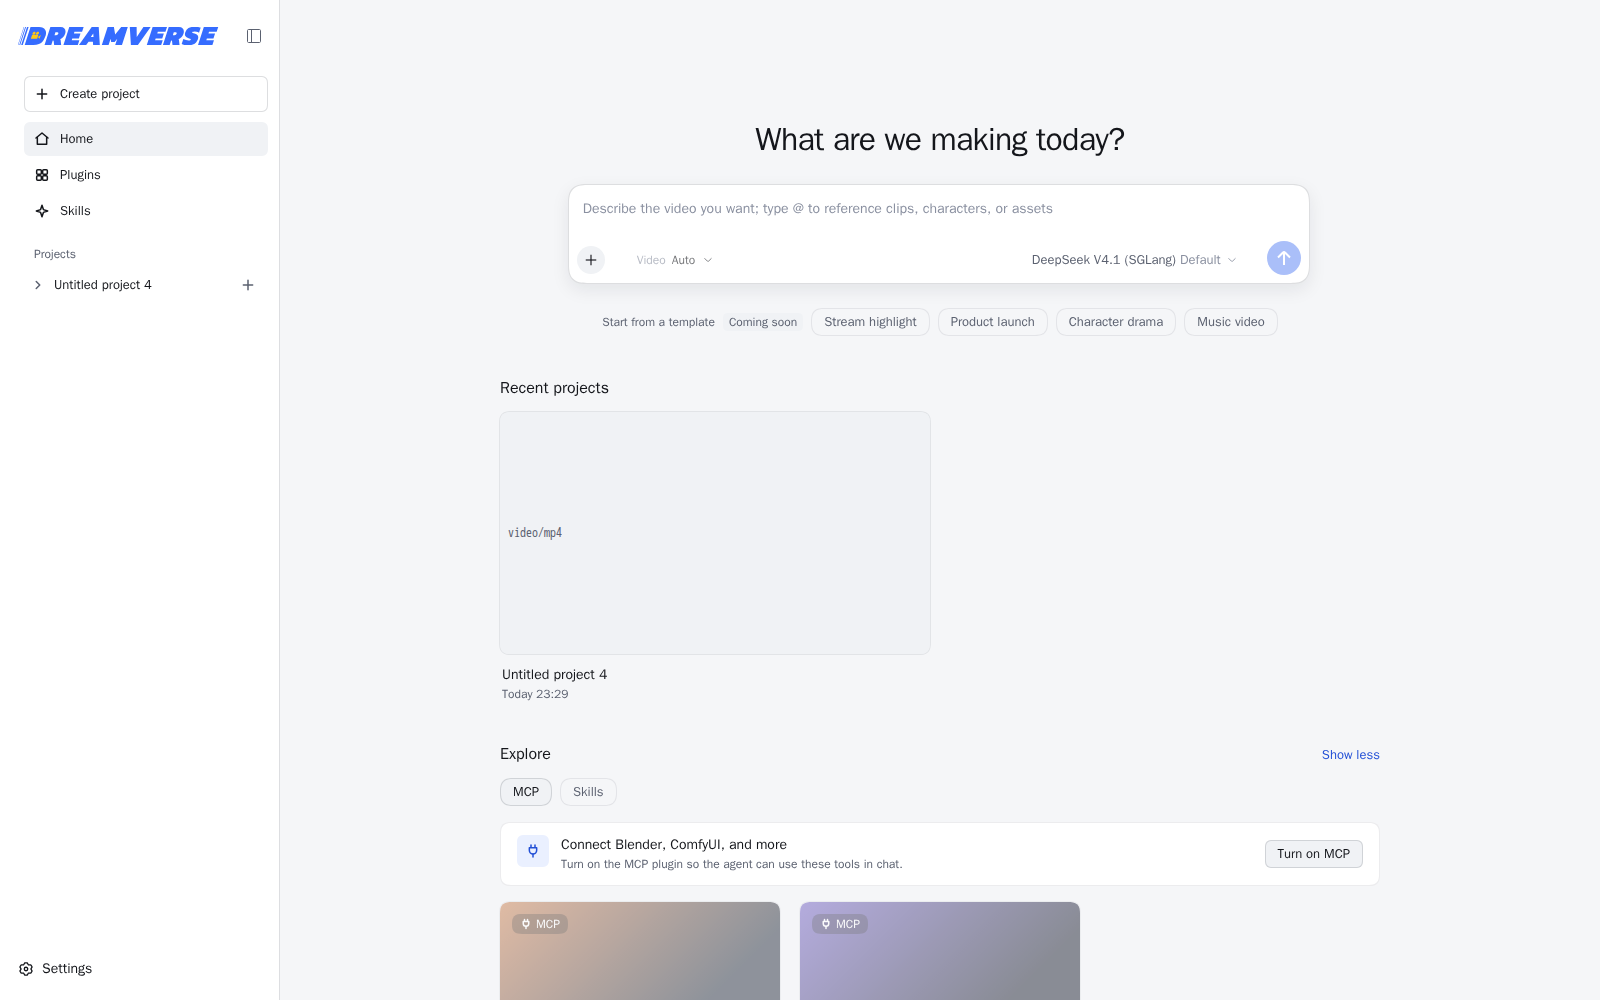 DREAMVERSE
Create project
Home
Plugins
Skills
Projects
Untitled project 4
Settings
What are we making today?
Describe the video you want; type @ to reference clips, characters, or assets
Video Auto
DeepSeek V4.1 (SGLang) Default
Start from a template Coming soon Stream highlight Product launch Character drama Music video
Recent projects
video/mp4
Untitled project 4
Today 23:29
Explore
Show less
MCP Skills
Connect Blender, ComfyUI, and more
Turn on the MCP plugin so the agent can use these tools in chat.
Turn on MCP
MCP
MCP